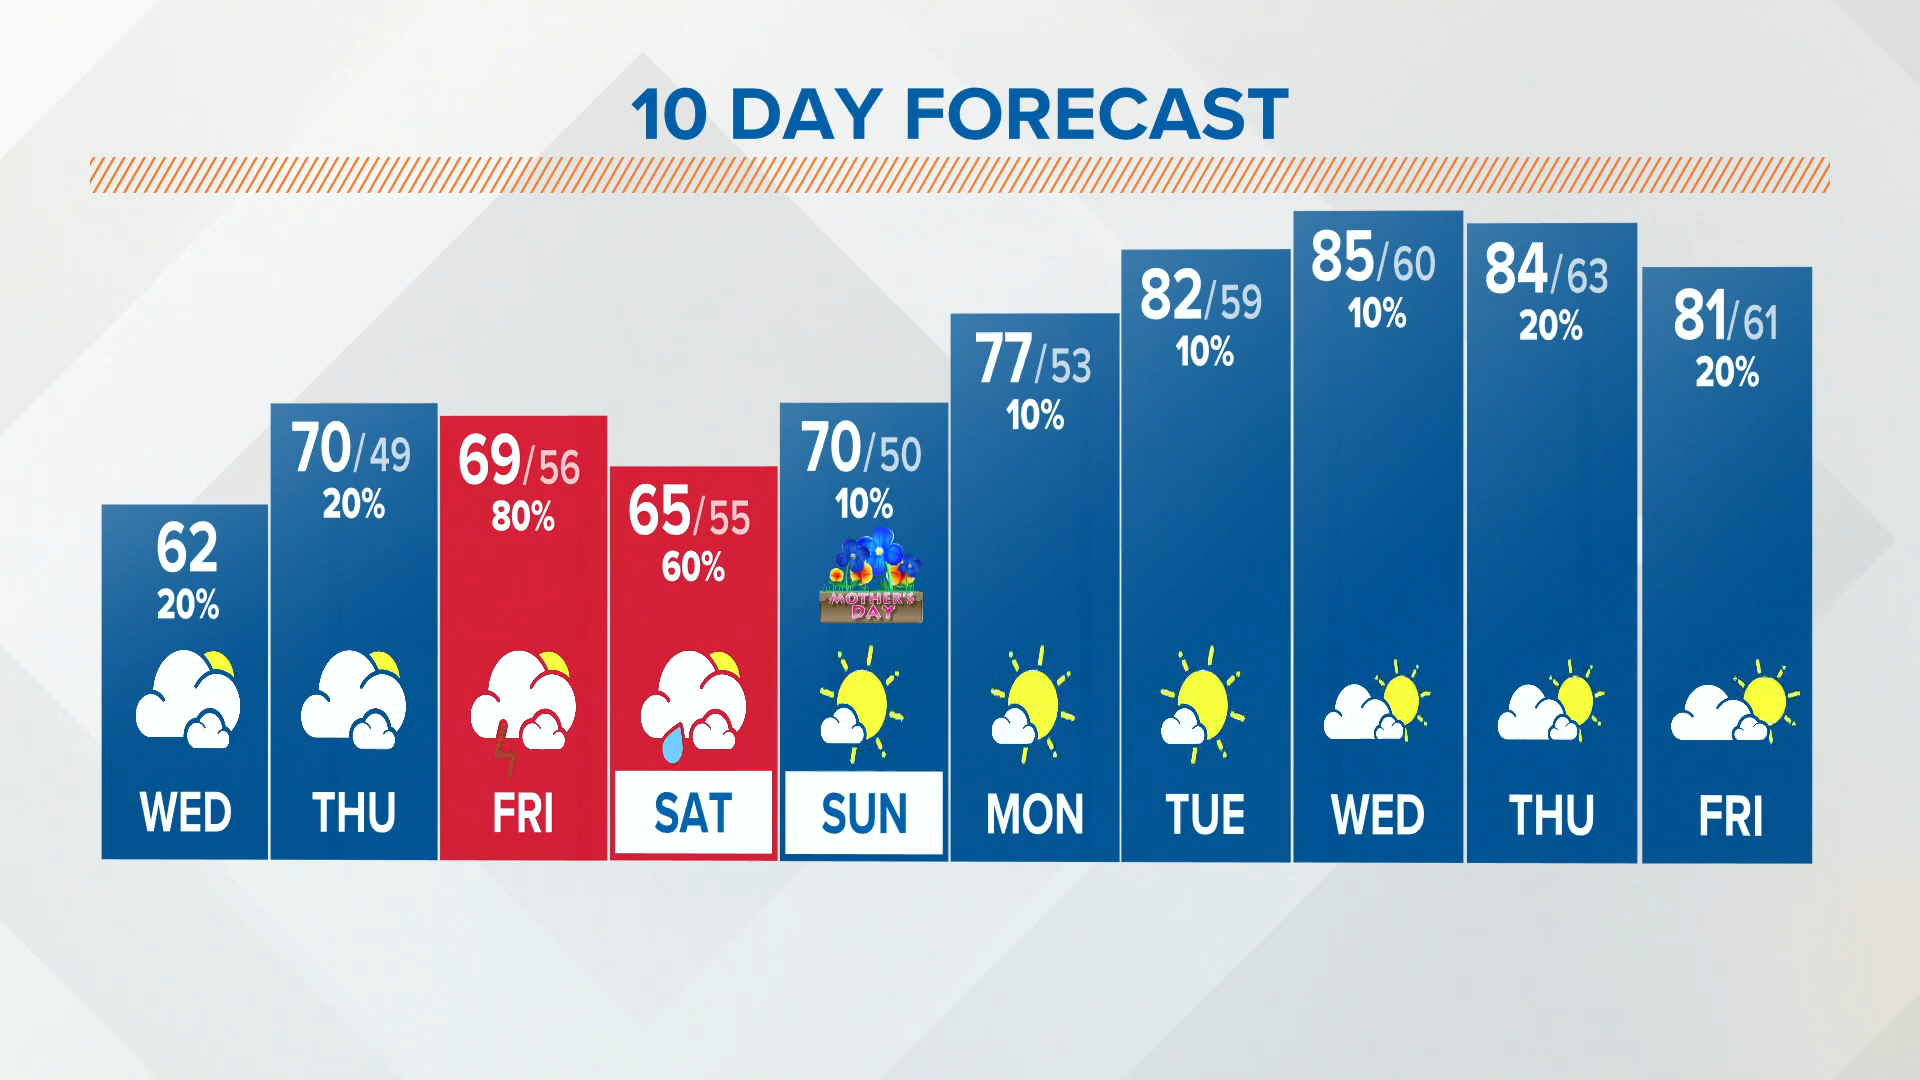 10 DAY FORECAST
62
20%
WED
70/49
20%
THU
69/56
80%
FRI
65/55
60%
SAT
70/50
10%
MOTHER'S
DAY
SUN
77/53
10%
MON
82/59
10%
TUE
85/60
10%
WED
84/63
20%
THU
81/61
20%
FRI